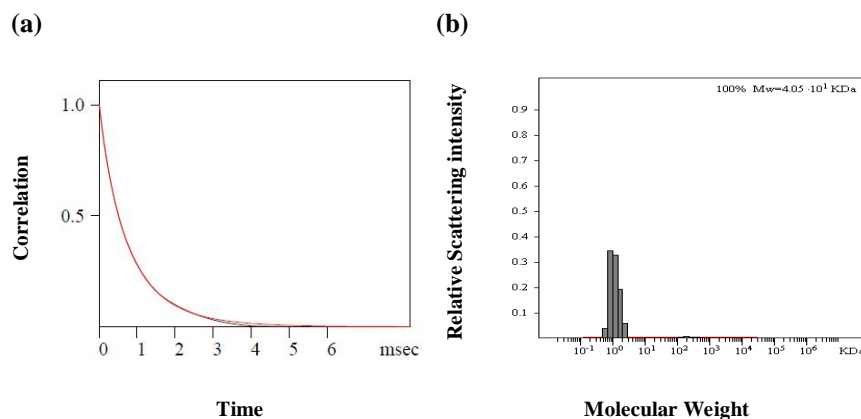 (a)
(b)
1.0
0.5
Correlation
0
1
2
3
4
5
6
msec
Time
100% Mw=4.05 ·10¹ KDa
0.9
0.8
0.7
0.6
0.5
0.4
0.3
0.2
0.1
Relative Scattering intensity
10⁻¹
10⁰
10¹
10²
10³
10⁴
10⁵
10⁶
KDa
Molecular Weight